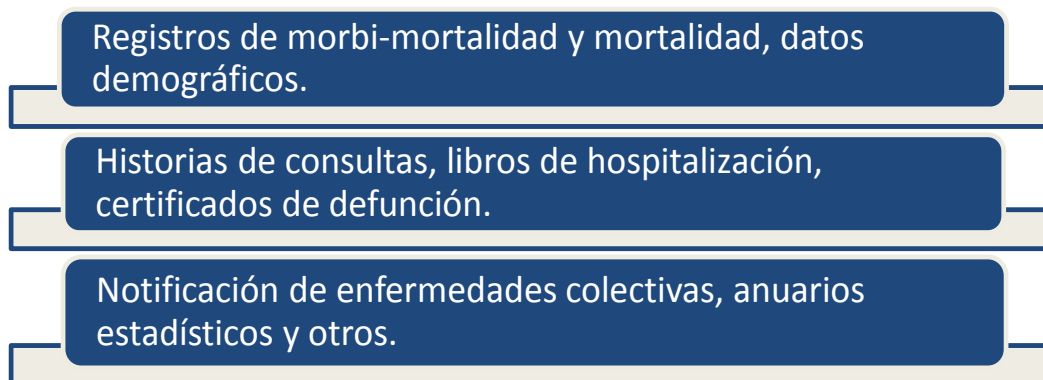 Registros de morbi-mortalidad y mortalidad, datos
demográficos.
Historias de consultas, libros de hospitalización,
certificados de defunción.
Notificación de enfermedades colectivas, anuarios
estadísticos y otros.